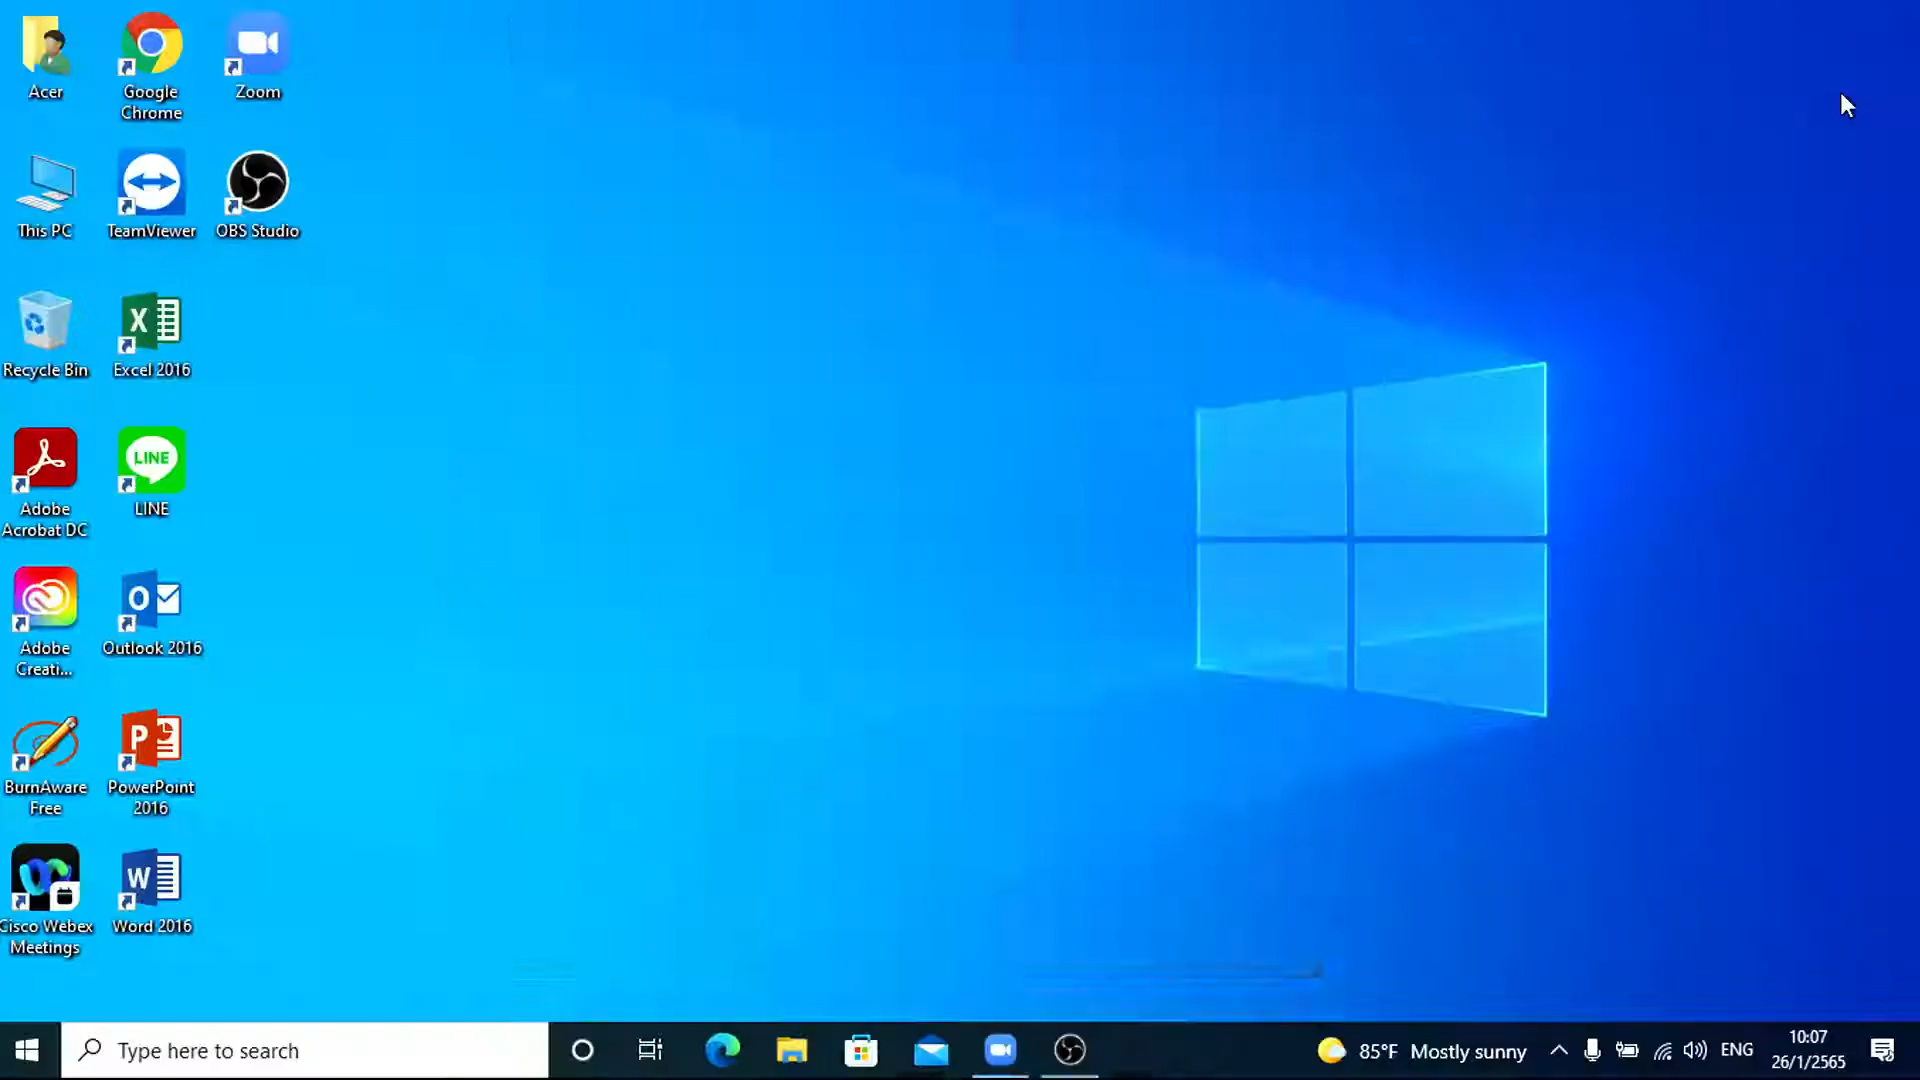 Acer
Google
Chrome
Zoom
This PC
TeamViewer
OBS Studio
Recycle Bin
X
Excel 2016
Adobe
Acrobat DC
LINE
LINE
Adobe
Creati...
O
Outlook 2016
BurnAware
Free
P
PowerPoint
2016
Cisco Webex
Meetings
W
Word 2016
Type here to search
85°F Mostly sunny
ENG
10:07
26/1/2565